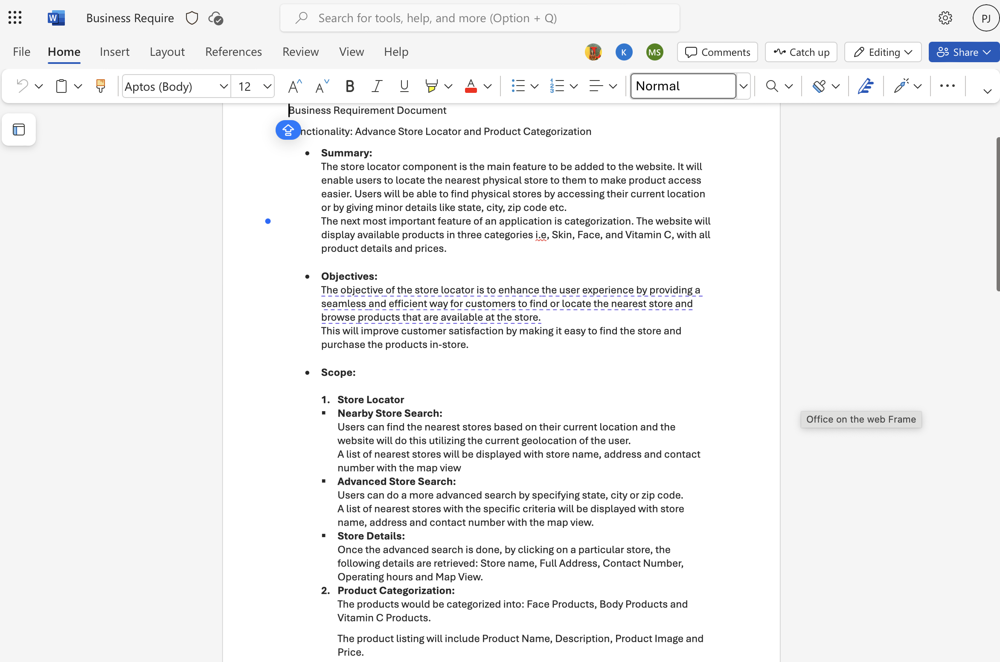 W Business Require Search for tools, help, and more (Option + Q) PJ
File Home Insert Layout References Review View Help K MS Comments Catch up Editing Share
Aptos (Body) 12 A A B I U A 1 2 3 Normal
Business Requirement Document
nctionality: Advance Store Locator and Product Categorization
• Summary:
The store locator component is the main feature to be added to the website. It will
enable users to locate the nearest physical store to them to make product access
easier. Users will be able to find physical stores by accessing their current location
or by giving minor details like state, city, zip code etc.
The next most important feature of an application is categorization. The website will
display available products in three categories i.e, Skin, Face, and Vitamin C, with all
product details and prices.
• Objectives:
The objective of the store locator is to enhance the user experience by providing a
seamless and efficient way for customers to find or locate the nearest store and
browse products that are available at the store.
This will improve customer satisfaction by making it easy to find the store and
purchase the products in-store.
• Scope:
1. Store Locator
▪ Nearby Store Search:
Users can find the nearest stores based on their current location and the
website will do this utilizing the current geolocation of the user.
A list of nearest stores will be displayed with store name, address and contact
number with the map view
▪ Advanced Store Search:
Users can do a more advanced search by specifying state, city or zip code.
A list of nearest stores with the specific criteria will be displayed with store
name, address and contact number with the map view.
▪ Store Details:
Once the advanced search is done, by clicking on a particular store, the
following details are retrieved: Store name, Full Address, Contact Number,
Operating hours and Map View.
2. Product Categorization:
The products would be categorized into: Face Products, Body Products and
Vitamin C Products.
The product listing will include Product Name, Description, Product Image and
Price.
Office on the web Frame